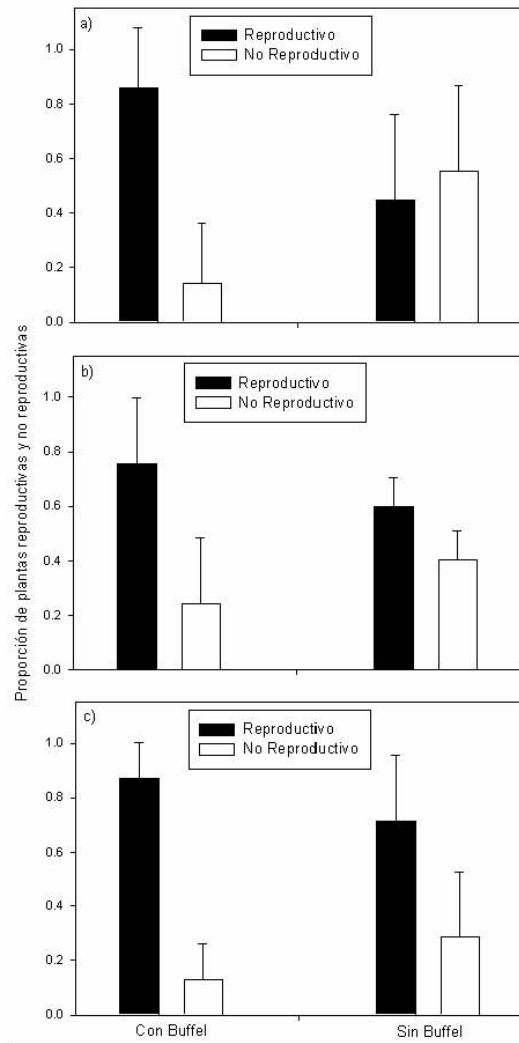 Proporción de plantas reproductivas y no reproductivas
a)
Reproductivo
No Reproductivo
1.0
0.8
0.6
0.4
0.2
0.0
b)
Reproductivo
No Reproductivo
1.0
0.8
0.6
0.4
0.2
0.0
c)
Reproductivo
No Reproductivo
1.0
0.8
0.6
0.4
0.2
0.0
Con Buffel
Sin Buffel